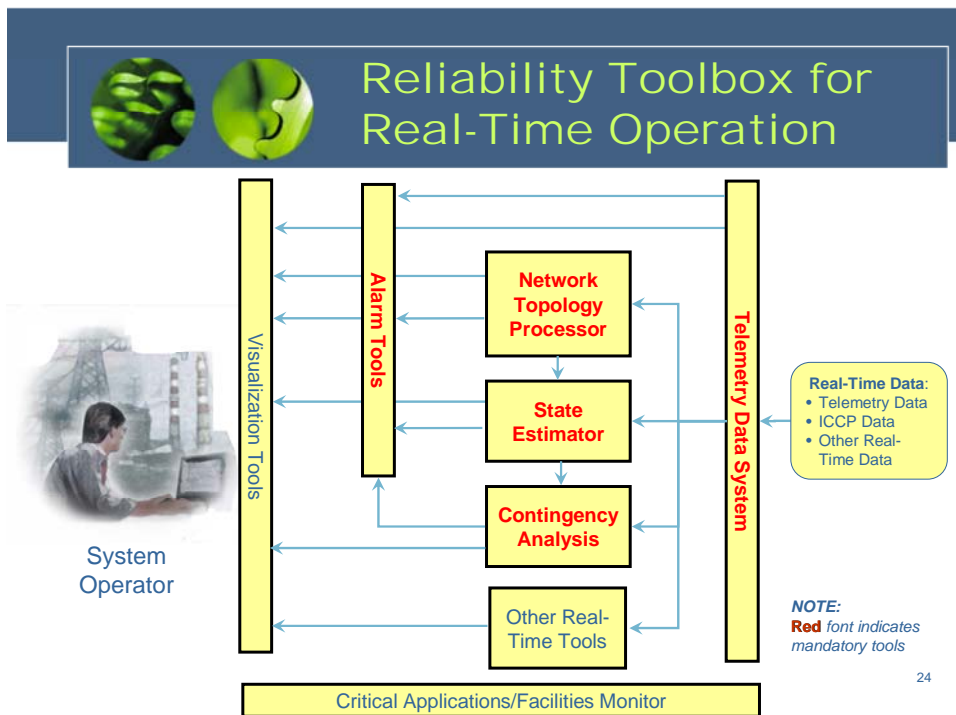 Reliability Toolbox for
Real-Time Operation
Visualization Tools
Alarm Tools
Network
Topology
Processor
State
Estimator
Contingency
Analysis
Other Real-
Time Tools
Telemetry Data System
Real-Time Data:
• Telemetry Data
• ICCP Data
• Other Real-
Time Data
System
Operator
NOTE:
Red font indicates
mandatory tools
24
Critical Applications/Facilities Monitor